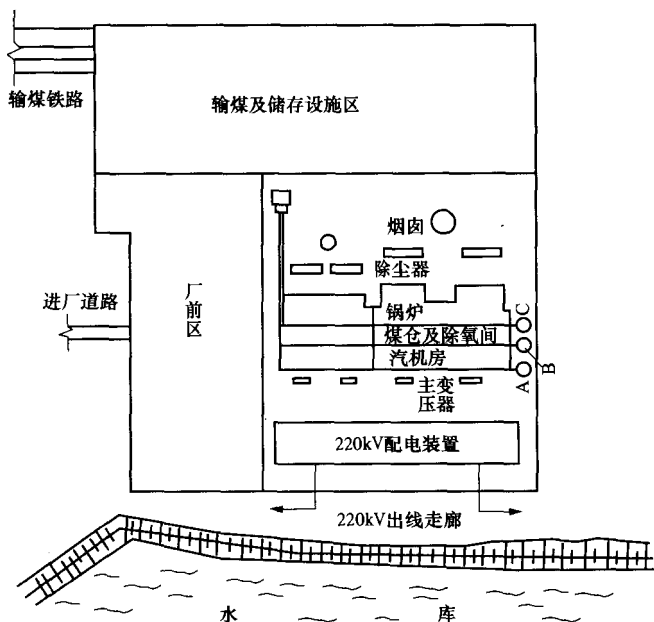 输煤铁路
输煤及储存设施区
烟囱
除尘器
进厂道路
厂前区
锅炉
煤仓及除氧间
汽机房
C
B
A
主变
压器
220kV配电装置
220kV出线走廊
水库